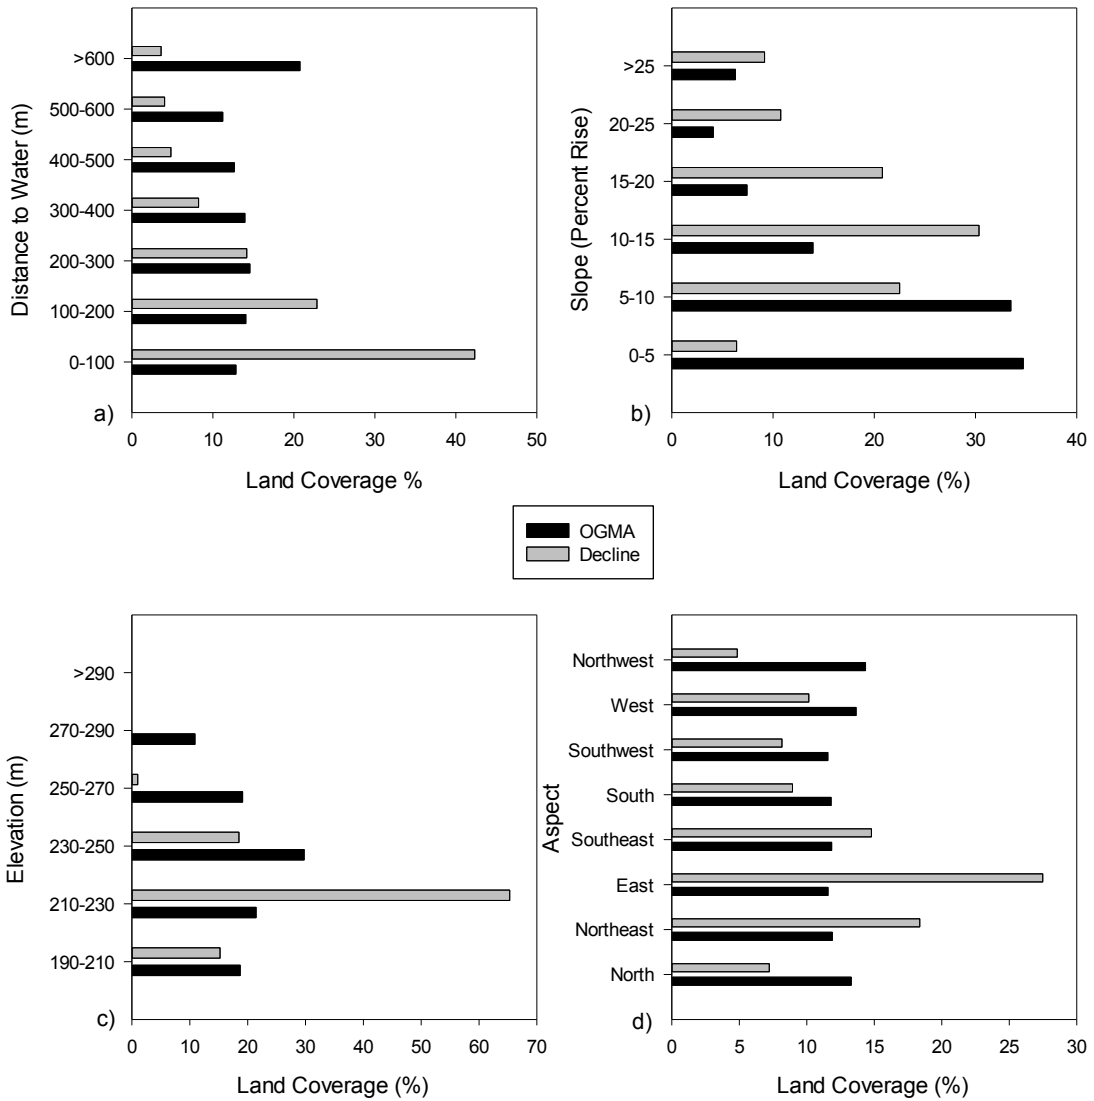 Distance to Water (m)
>600
500-600
400-500
300-400
200-300
100-200
0-100
a)
0 10 20 30 40 50
Land Coverage %
Slope (Percent Rise)
>25
20-25
15-20
10-15
5-10
0-5
b)
0 10 20 30 40
Land Coverage (%)
OGMA
Decline
Elevation (m)
>290
270-290
250-270
230-250
210-230
190-210
c)
0 10 20 30 40 50 60 70
Land Coverage (%)
Aspect
Northwest
West
Southwest
South
Southeast
East
Northeast
North
d)
0 5 10 15 20 25 30
Land Coverage (%)